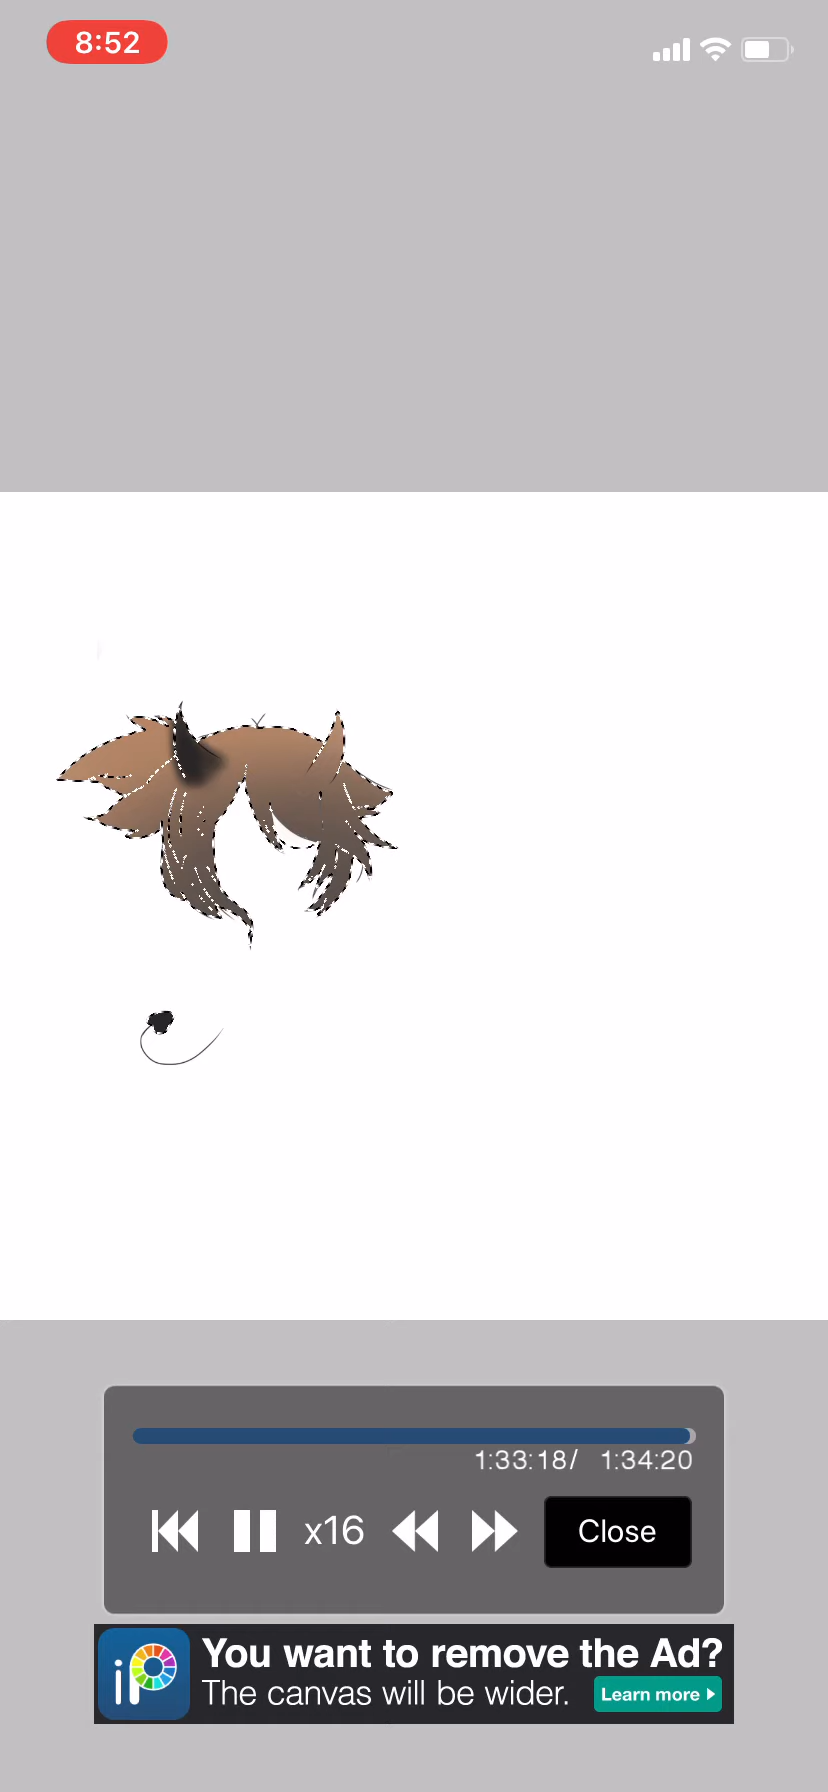 8:52
1:33:18/ 1:34:20
x16
Close
iP
You want to remove the Ad?
The canvas will be wider.
Learn more